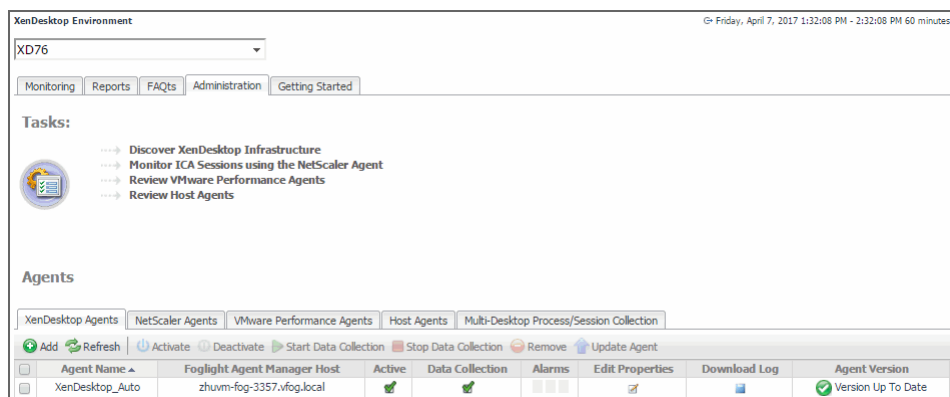 XenDesktop Environment
Friday, April 7, 2017 1:32:08 PM - 2:32:08 PM 60 minutes
XD76
Monitoring Reports FAQts Administration Getting Started
Tasks:
Discover XenDesktop Infrastructure
Monitor ICA Sessions using the NetScaler Agent
Review VMware Performance Agents
Review Host Agents
Agents
XenDesktop Agents NetScaler Agents VMware Performance Agents Host Agents Multi-Desktop Process/Session Collection
Add Refresh Activate Deactivate Start Data Collection Stop Data Collection Remove Update Agent
Agent Name Foglight Agent Manager Host Active Data Collection Alarms Edit Properties Download Log Agent Version
XenDesktop_Auto zhuvm-fog-3357.vfog.local Version Up To Date